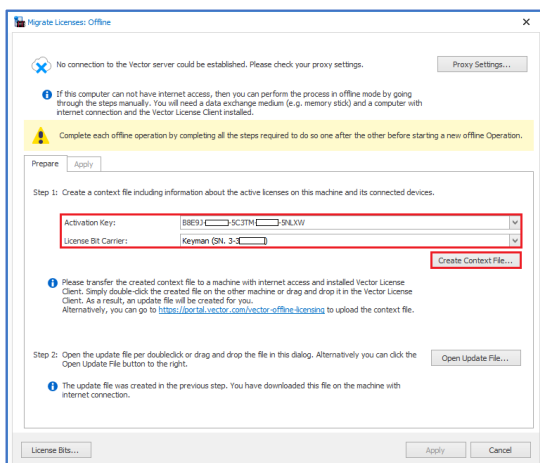 Migrate Licenses: Offline
No connection to the Vector server could be established. Please check your proxy settings.
Proxy Settings...
If this computer can not have internet access, then you can perform the process in offline mode by going
through the steps manually. You will need a data exchange medium (e.g. memory stick) and a computer with
internet connection and the Vector License Client installed.
Complete each offline operation by completing all the steps required to do so one after the other before starting a new offline Operation.
Prepare Apply
Step 1: Create a context file including information about the active licenses on this machine and its connected devices.
Activation Key: B8E9J- -5C3TM- -5NLXW
License Bit Carrier: Keyman (SN. 3-3 )
Create Context File...
Please transfer the created context file to a machine with internet access and installed Vector License
Client. Simply double-click the created file on the other machine or drag and drop it in the Vector License
Client. As a result, an update file will be created for you.
Alternatively, you can go to https://portal.vector.com/vector-offline-licensing to upload the context file.
Step 2: Open the update file per doubleclick or drag and drop the file in this dialog. Alternatively you can click the
Open Update File button to the right.
Open Update File...
The update file was created in the previous step. You have downloaded this file on the machine with
internet connection.
License Bits...
Apply
Cancel